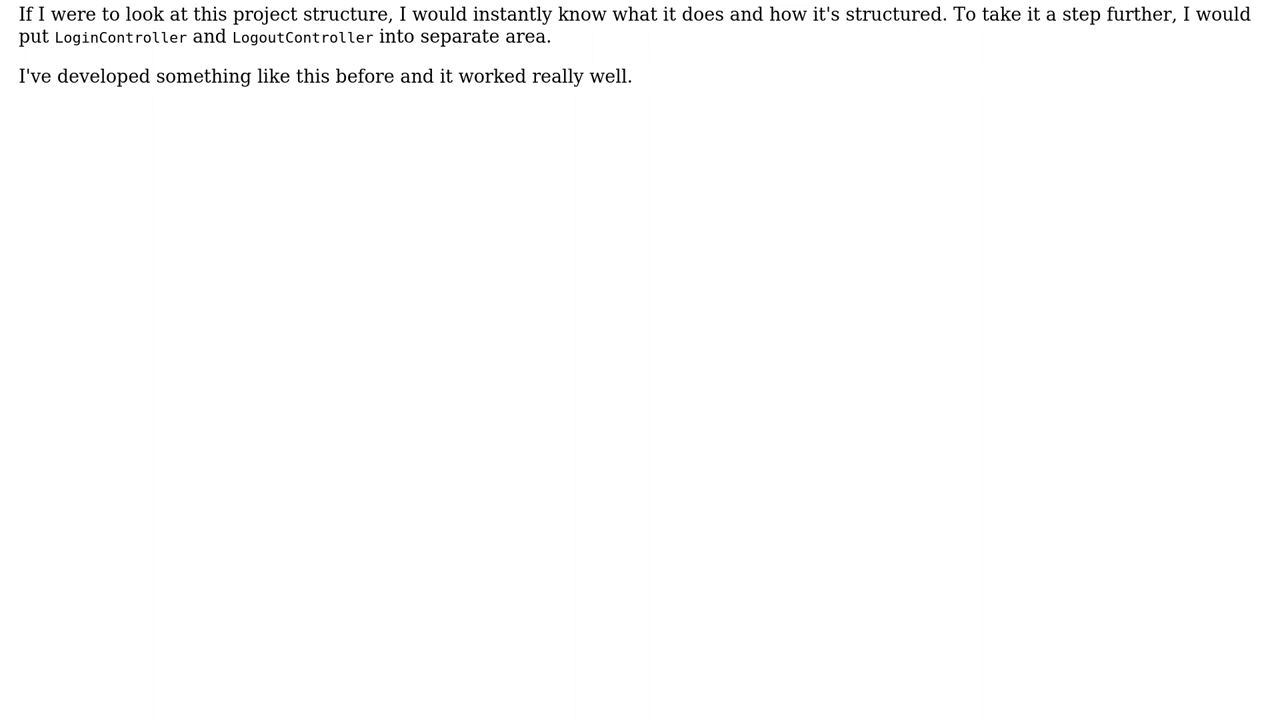 If I were to look at this project structure, I would instantly know what it does and how it's structured. To take it a step further, I would
put LoginController and LogoutController into separate area.
I've developed something like this before and it worked really well.